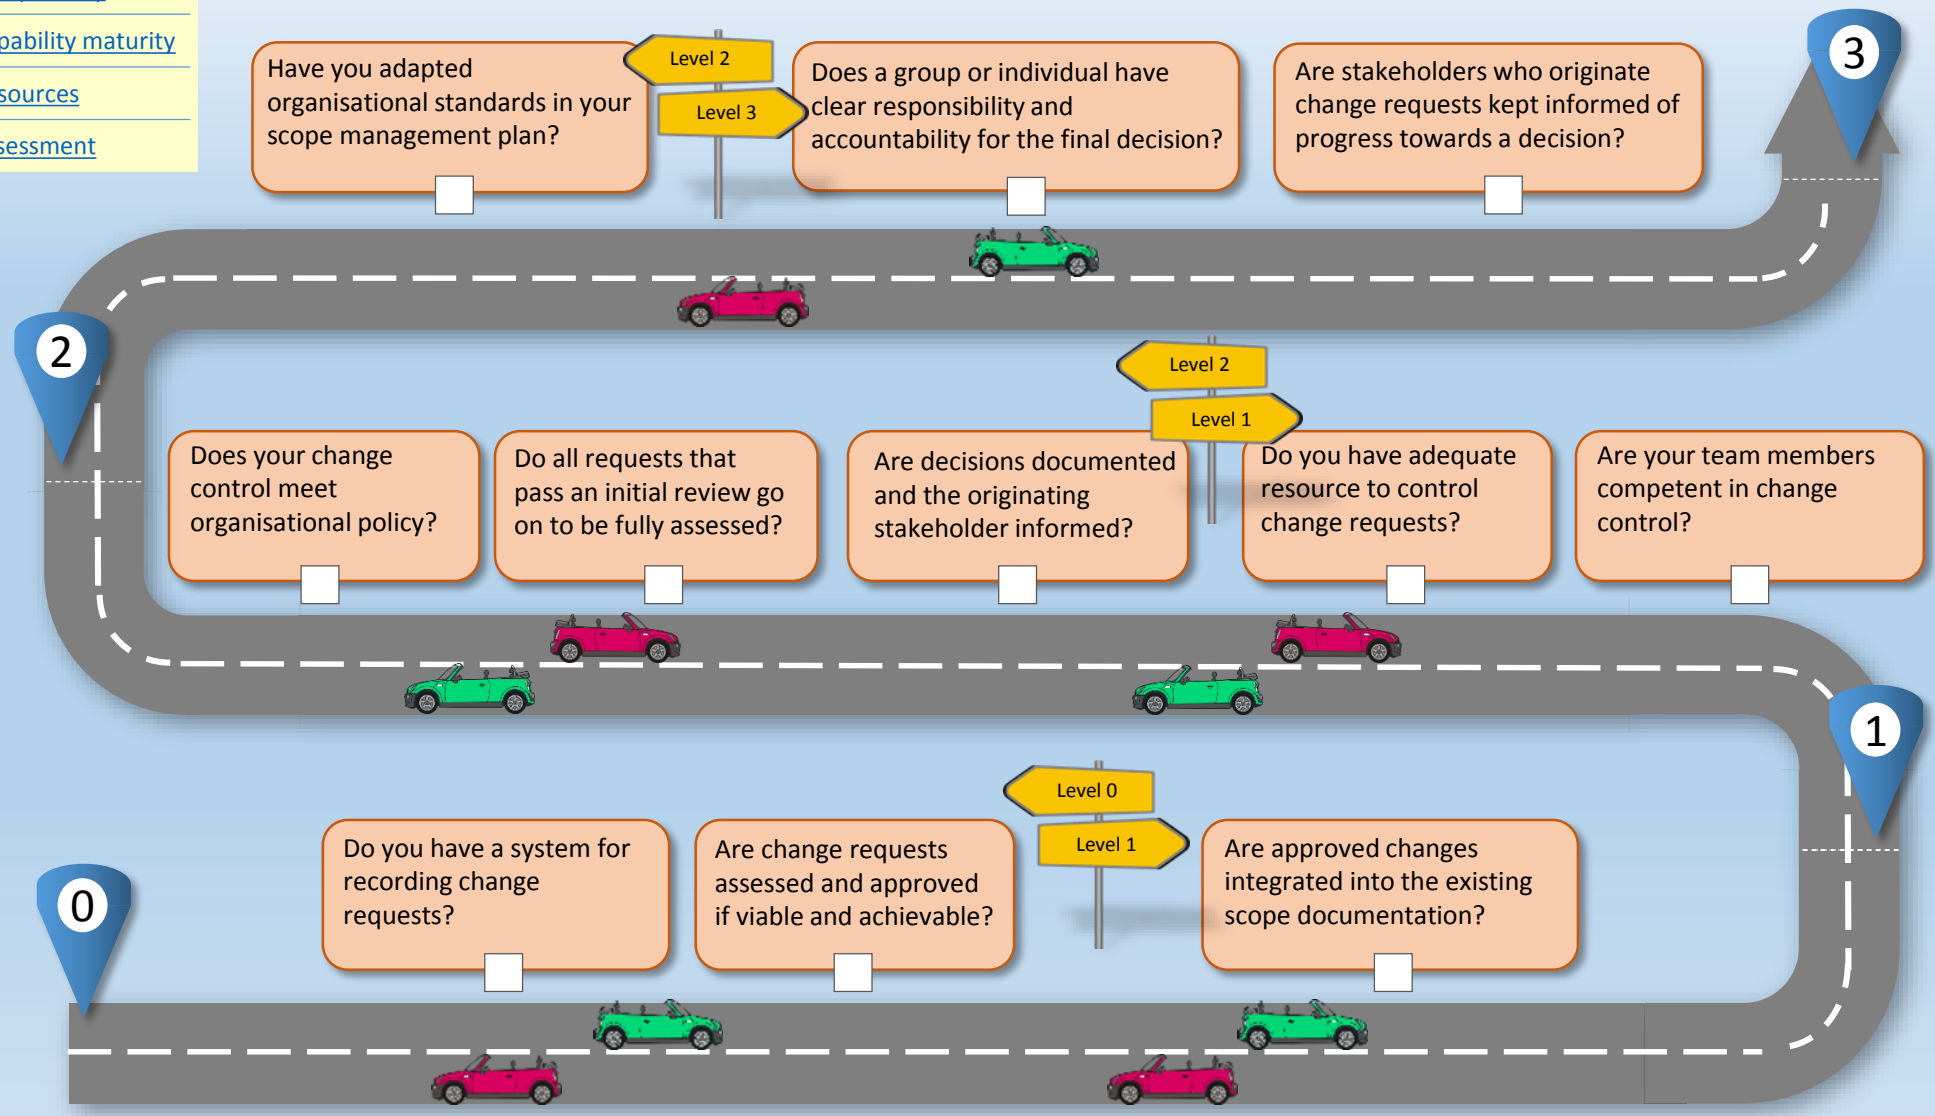 pability maturity
sources
sessment
Have you adapted
organisational standards in your
scope management plan?
Level 2
Level 3
Does a group or individual have
clear responsibility and
accountability for the final decision?
Are stakeholders who originate
change requests kept informed of
progress towards a decision?
3
2
Level 2
Level 1
Does your change
control meet
organisational policy?
Do all requests that
pass an initial review go
on to be fully assessed?
Are decisions documented
and the originating
stakeholder informed?
Do you have adequate
resource to control
change requests?
Are your team members
competent in change
control?
1
Level 0
Level 1
0
Do you have a system for
recording change
requests?
Are change requests
assessed and approved
if viable and achievable?
Are approved changes
integrated into the existing
scope documentation?